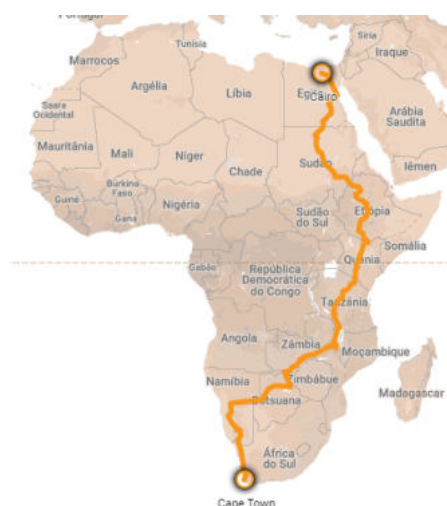 Síria
Tunísia
Marrocos
Iraque
Argélia
Líbia
Egito
Cairo
Saara
Ocidental
Arábia
Saudita
Mauritânia
Mali
Níger
Chade
Sudão
Iêmen
Burkina
Faso
Guiné
Gana
Nigéria
Sudão
do Sul
Etiópia
Somália
Gabão
República
Democrática
do Congo
Quênia
Tanzânia
Angola
Zâmbia
Moçambique
Namíbia
Zimbábue
Botsuana
Madagascar
África
do Sul
Cape Town